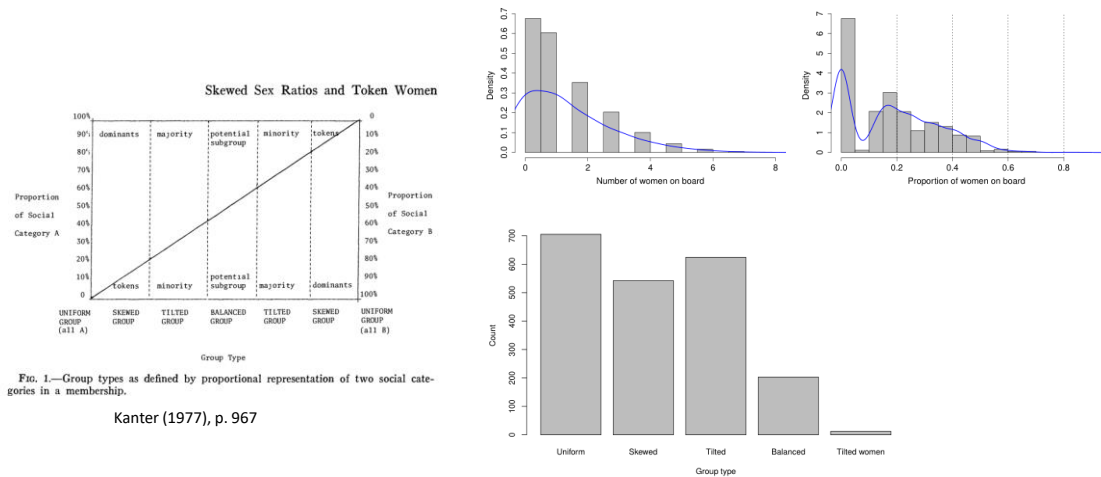 Skewed Sex Ratios and Token Women
100%
90%
80%
70%
60%
50%
40%
30%
20%
10%
0
Proportion
of Social
Category A
dominants
majority
potential
subgroup
minority
tokens
tokens
minority
potential
subgroup
majority
dominants
0
10%
20%
30%
40%
50%
60%
70%
80%
90%
100%
Proportion
of Social
Category B
UNIFORM
GROUP
(all A)
SKEWED
GROUP
TILTED
GROUP
BALANCED
GROUP
TILTED
GROUP
SKEWED
GROUP
UNIFORM
GROUP
(all B)
Group Type
FIG. 1.—Group types as defined by proportional representation of two social cate-
gories in a membership.
Kanter (1977), p. 967
Density
0.7
0.6
0.5
0.4
0.3
0.2
0.1
0.0
0 2 4 6 8
Number of women on board
Density
7
6
5
4
3
2
1
0
0.0 0.2 0.4 0.6 0.8
Proportion of women on board
Count
700
600
500
400
300
200
100
0
Uniform Skewed Tilted Balanced Tilted women
Group type